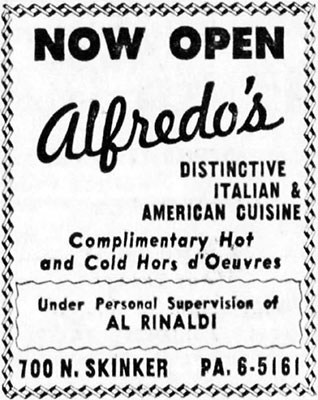 NOW OPEN
Alfredo's
DISTINCTIVE
ITALIAN &
AMERICAN CUISINE
Complimentary Hot
and Cold Hors d'Oeuvres
Under Personal Supervision of
AL RINALDI
700 N. SKINKER PA. 6-5161